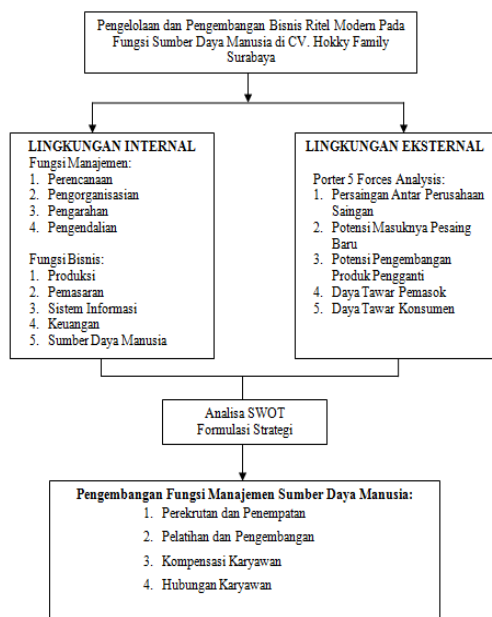 Pengelolaan dan Pengembangan Bisnis Ritel Modern Pada
Fungsi Sumber Daya Manusia di CV. Hokky Family
Surabaya
LINGKUNGAN INTERNAL
Fungsi Manajemen:
1. Perencanaan
2. Pengorganisasian
3. Pengarahan
4. Pengendalian
Fungsi Bisnis:
1. Produksi
2. Pemasaran
3. Sistem Informasi
4. Keuangan
5. Sumber Daya Manusia
LINGKUNGAN EKSTERNAL
Porter 5 Forces Analysis:
1. Persaingan Antar Perusahaan
Saingan
2. Potensi Masuknya Pesaing
Baru
3. Potensi Pengembangan
Produk Pengganti
4. Daya Tawar Pemasok
5. Daya Tawar Konsumen
Analisa SWOT
Formulasi Strategi
Pengembangan Fungsi Manajemen Sumber Daya Manusia:
1. Perekrutan dan Penempatan
2. Pelatihan dan Pengembangan
3. Kompensasi Karyawan
4. Hubungan Karyawan